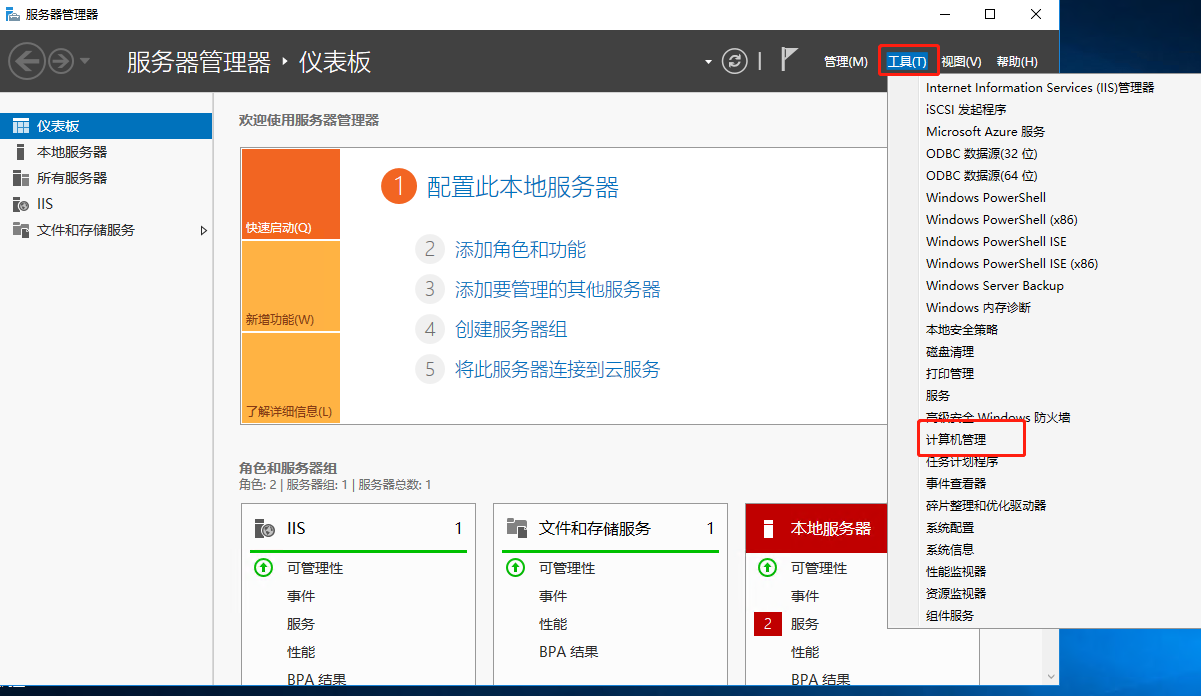 服务器管理器
服务器管理器 · 仪表板
管理(M) 工具(T) 视图(V) 帮助(H)
仪表板
本地服务器
所有服务器
IIS
文件和存储服务
欢迎使用服务器管理器
快速启动(Q)
新增功能(W)
了解详细信息(L)
1 配置此本地服务器
2 添加角色和功能
3 添加要管理的其他服务器
4 创建服务器组
5 将此服务器连接到云服务
角色和服务器组
角色: 2 | 服务器组: 1 | 服务器总数: 1
IIS 1
可管理性
事件
服务
性能
BPA 结果
文件和存储服务 1
可管理性
事件
性能
BPA 结果
本地服务器
可管理性
事件
2 服务
性能
BPA 结果
Internet Information Services (IIS)管理器
iSCSI 发起程序
Microsoft Azure 服务
ODBC 数据源(32 位)
ODBC 数据源(64 位)
Windows PowerShell
Windows PowerShell (x86)
Windows PowerShell ISE
Windows PowerShell ISE (x86)
Windows Server Backup
Windows 内存诊断
本地安全策略
磁盘清理
打印管理
服务
高级安全 Windows 防火墙
计算机管理
任务计划程序
事件查看器
碎片整理和优化驱动器
系统配置
系统信息
性能监视器
资源监视器
组件服务